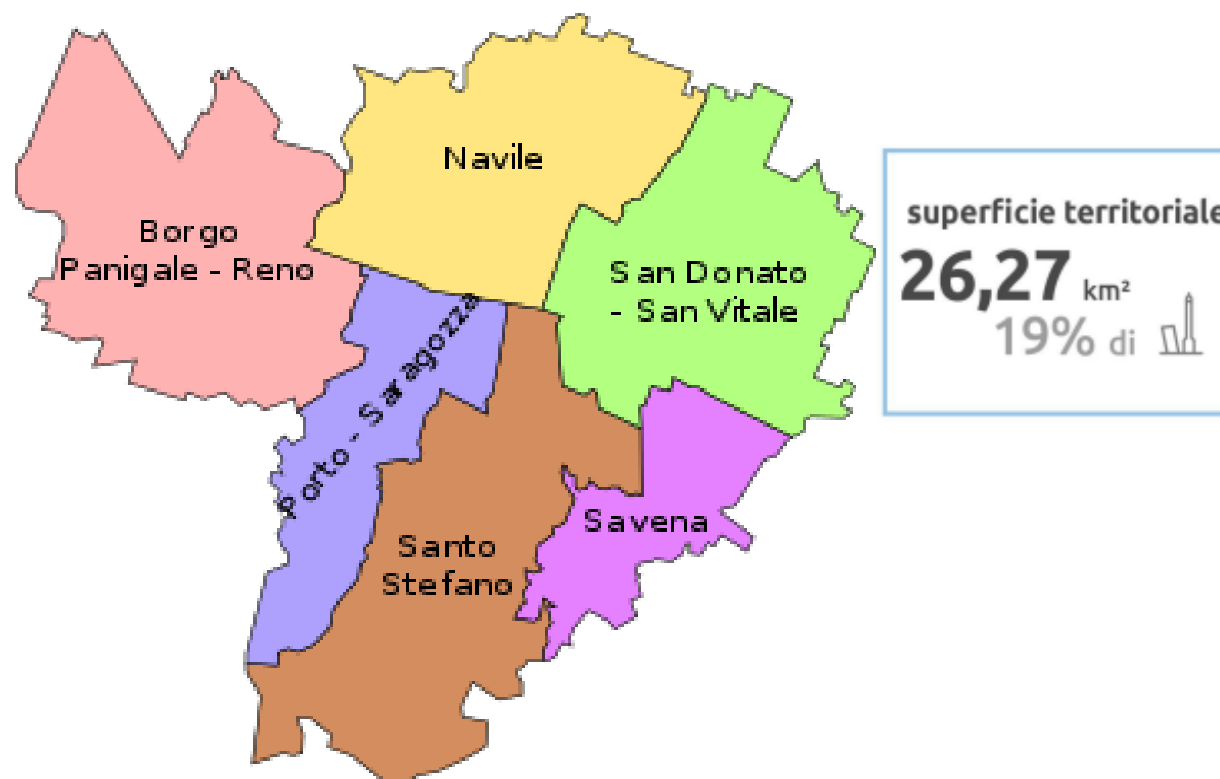 Navile
Borgo
Panigale - Reno
San Donato
- San Vitale
Porto - Saragozza
Savena
Santo
Stefano
superficie territoriale
26,27 km²
19% di